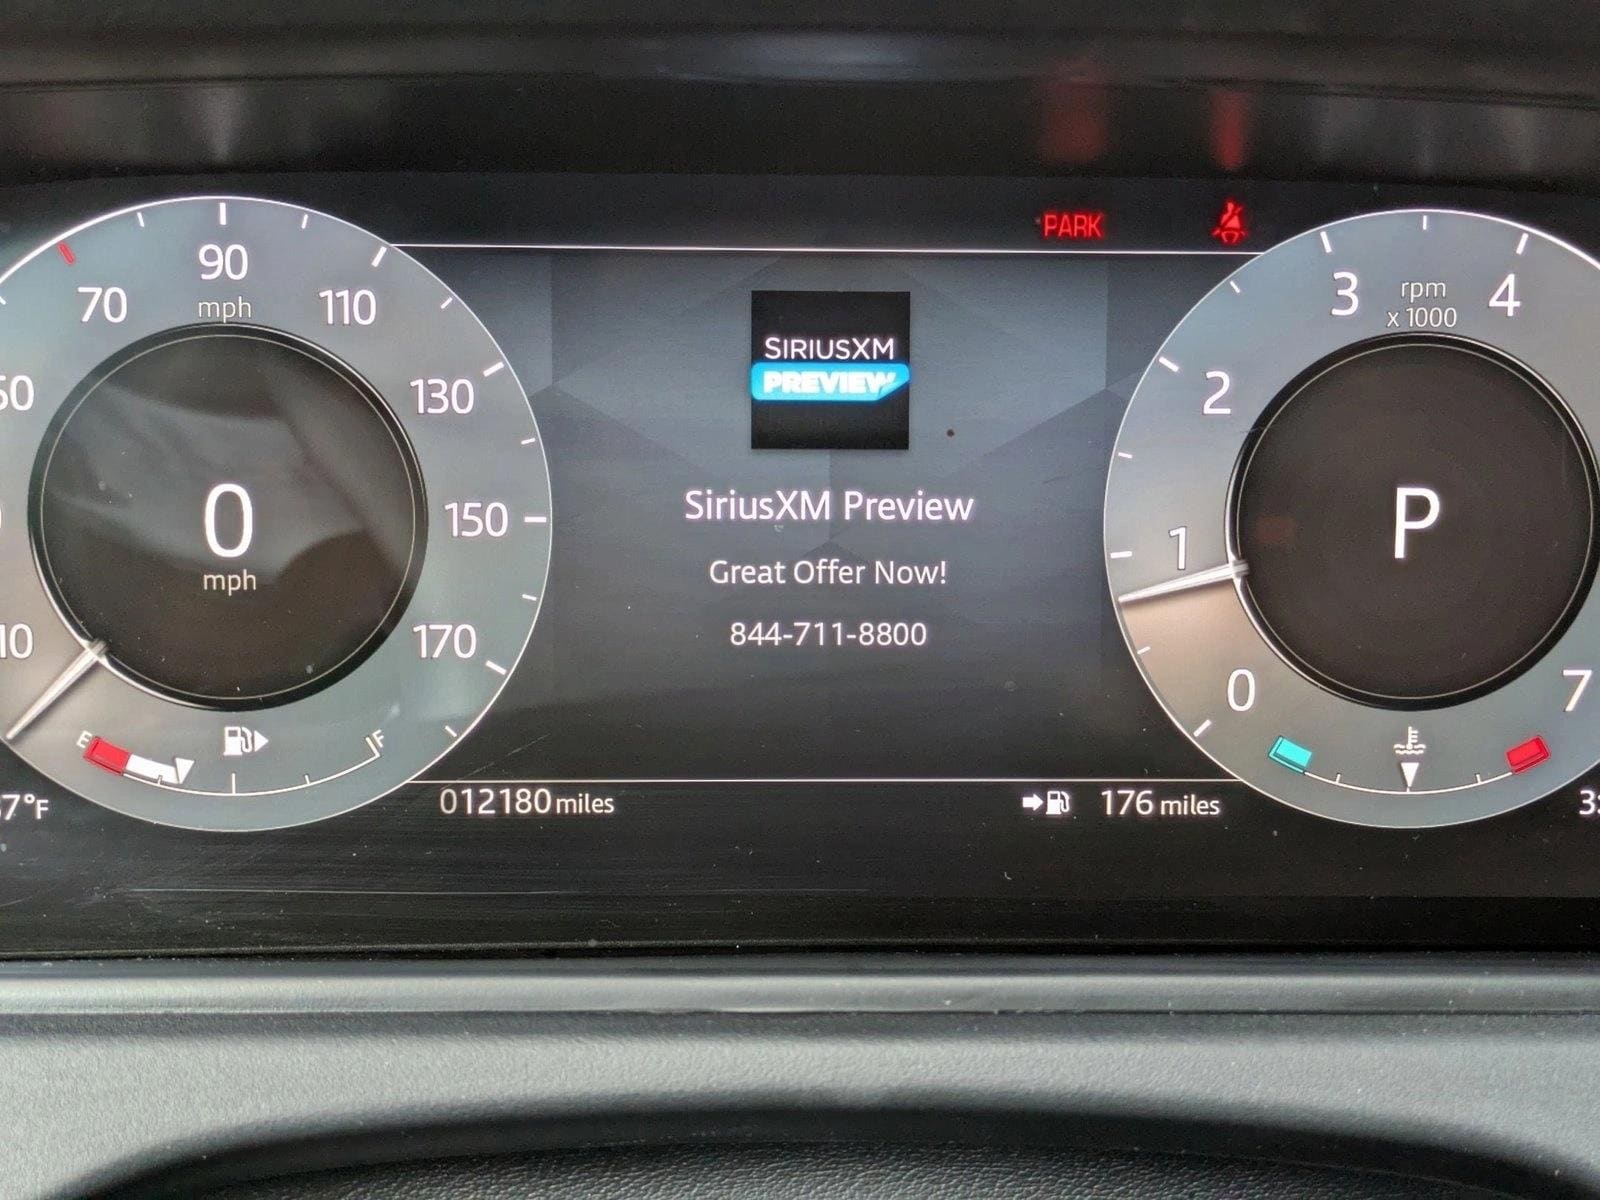 PARK
70
90
mph
110
130
150
170
0
mph
E
F
SIRIUSXM
PREVIEW
SiriusXM Preview
Great Offer Now!
844-711-8800
012180 miles
176 miles
0
1
2
3
rpm
x 1000
4
7
P
°F